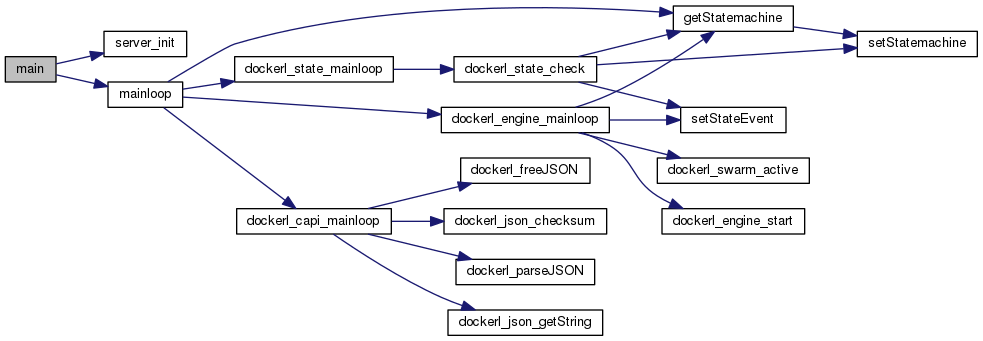 main
server_init
mainloop
dockerl_state_mainloop
dockerl_state_check
getStatemachine
setStatemachine
dockerl_engine_mainloop
setStateEvent
dockerl_swarm_active
dockerl_engine_start
dockerl_capi_mainloop
dockerl_freeJSON
dockerl_json_checksum
dockerl_parseJSON
dockerl_json_getString